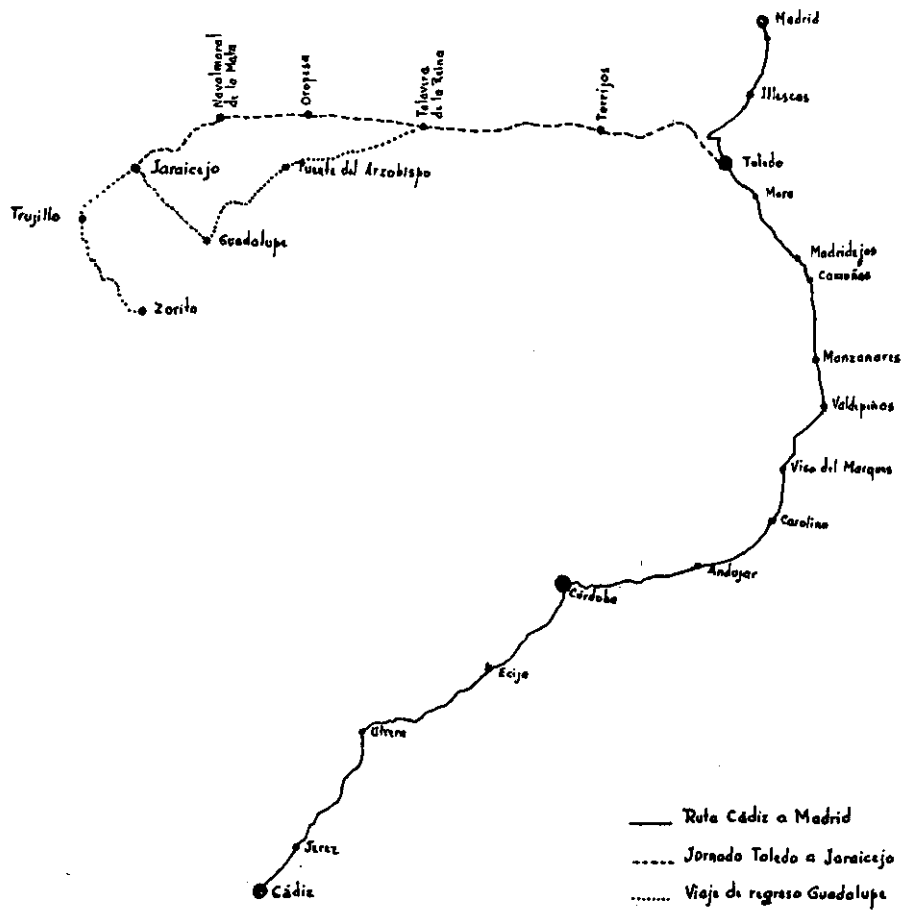 Madrid
Illescas
Toledo
Mora
Madridejos
Camuñas
Manzanares
Valdepiños
Viso del Marques
Carolina
Andujar
Córdoba
Ecija
Utrera
Jerez
Cádiz
Torrijos
Talavera
de la Reina
Oropesa
Navalmoral
de la Mata
Jaraicejo
Puente del Arzobispo
Guadalupe
Trujillo
Zorita
Ruta Cádiz a Madrid
Jornada Toledo a Jaraicejo
Viaje de regreso Guadalupe